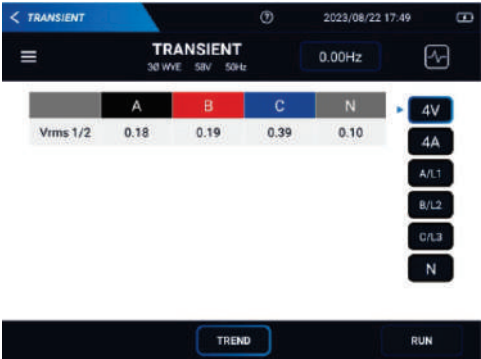 < TRANSIENT 2023/08/22 17:49
TRANSIENT
3Ø WYE 58V 50Hz
0.00Hz
A B C N
Vrms 1/2 0.18 0.19 0.39 0.10
4V
4A
A/L1
B/L2
C/L3
N
TREND
RUN